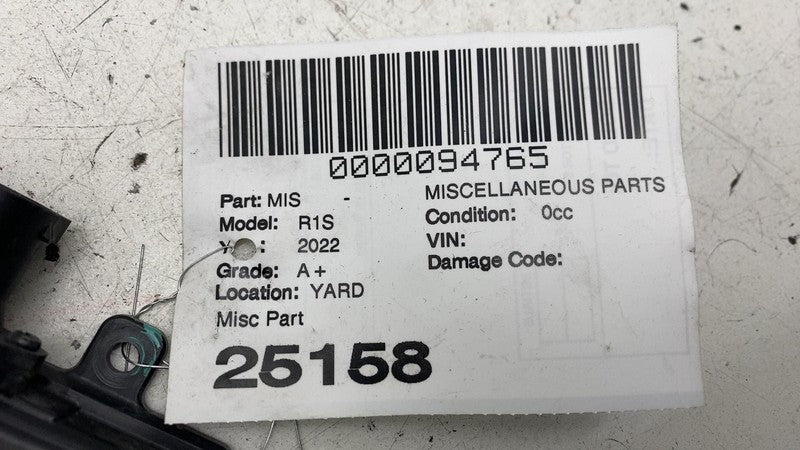 0000094765
Part: MIS - MISCELLANEOUS PARTS
Model: R1S Condition: 0cc
Y : 2022 VIN:
Grade: A+ Damage Code:
Location: YARD
Misc Part
25158